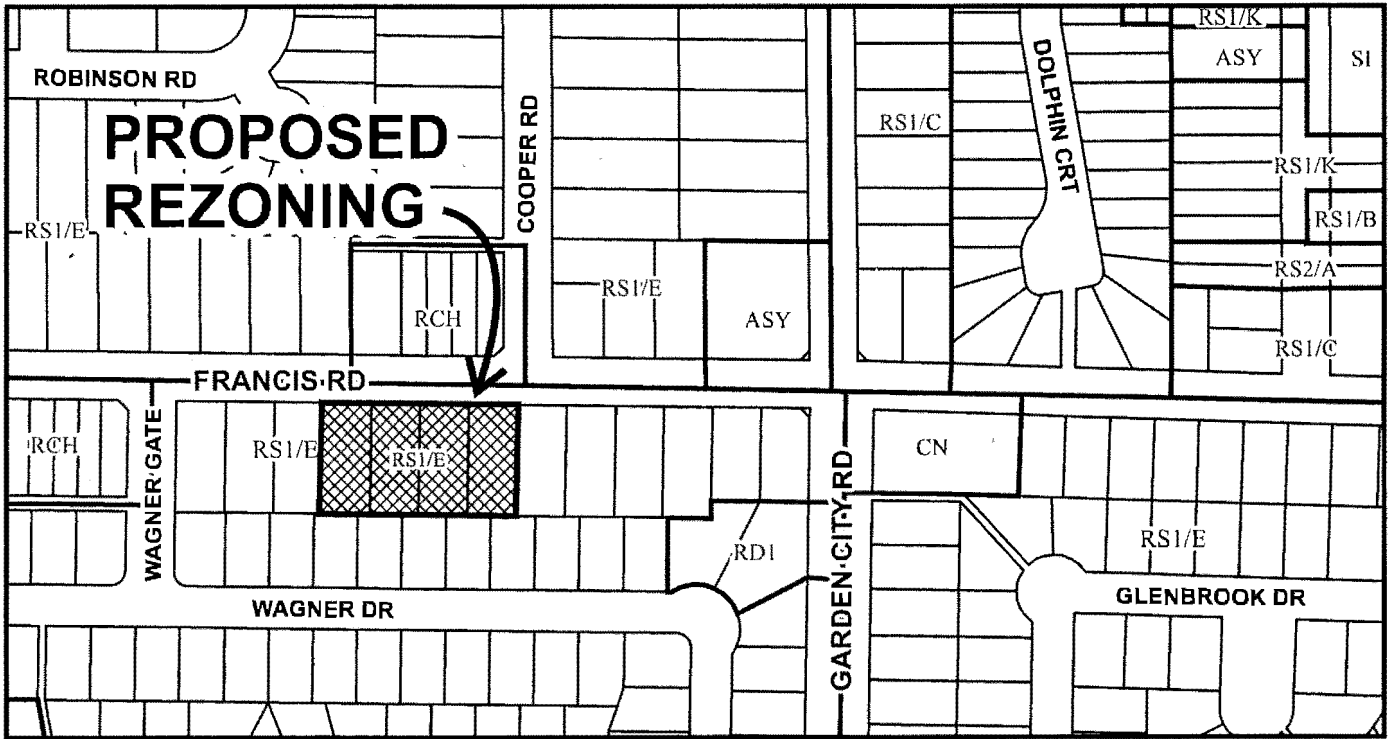 RS1/K
ROBINSON RD
ASY
SI
PROPOSED
REZONING
COOPER RD
RS1/C
DOLPHIN CRT
RS1/K
RS1/E
RS1/B
RS1/E
RS2/A
RCH
ASY
RS1/C
FRANCIS RD
RCH
WAGNER GATE
RS1/E
RS1/E
CN
GARDEN CITY RD
RD1
RS1/E
WAGNER DR
GLENBROOK DR